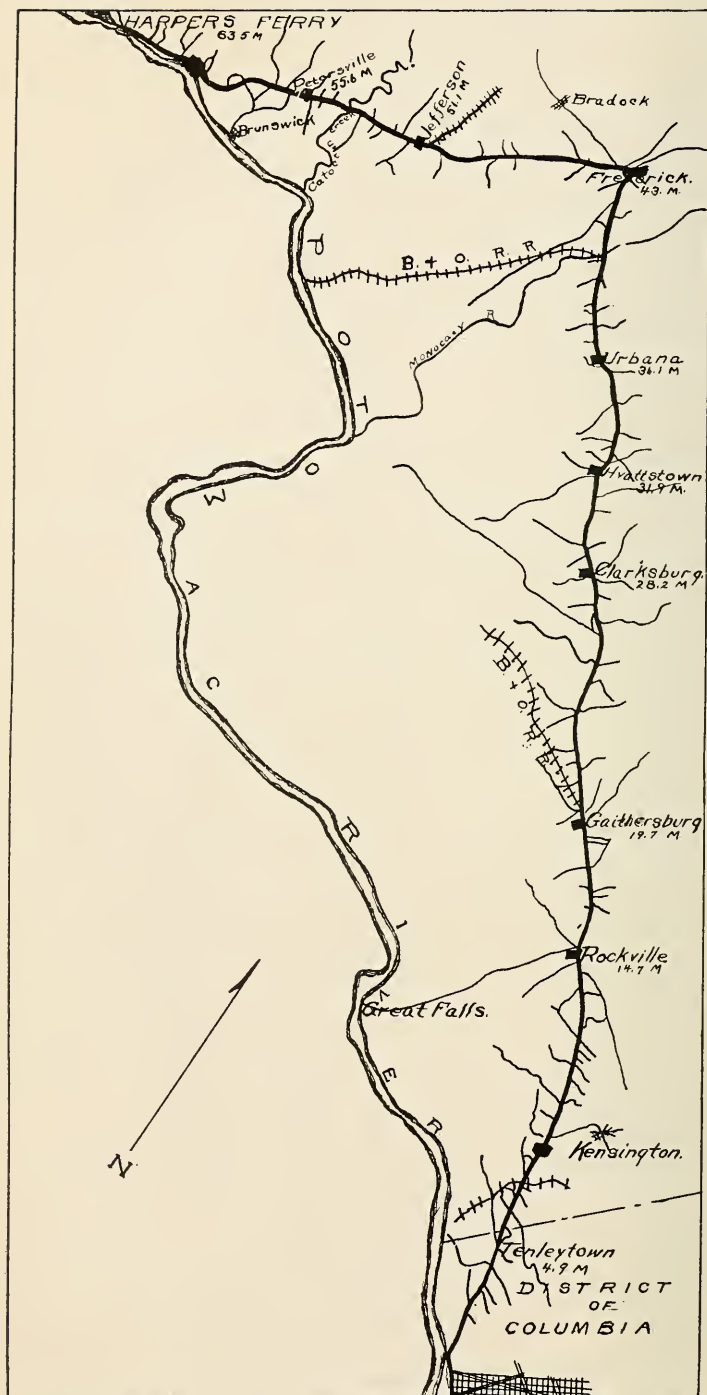 HARPERS FERRY
63.5 M
Petersville
55.6 M
Jefferson
51.1 M
Bradock
Brunswick
Catoctin Creek
Frederick.
43. M.
B. + O. R R
Monocacy R
Urbana
36.1 M
Hyattstown
31.9 M.
Clarksburg.
28.2 M
B. + O. R. R.
Gaithersburg
19.7 M
Rockville
14.7 M
Great Falls.
POTOMAC RIVER
N.
Kensington.
Tenleytown
4.9 M
DISTRICT
OF
COLUMBIA